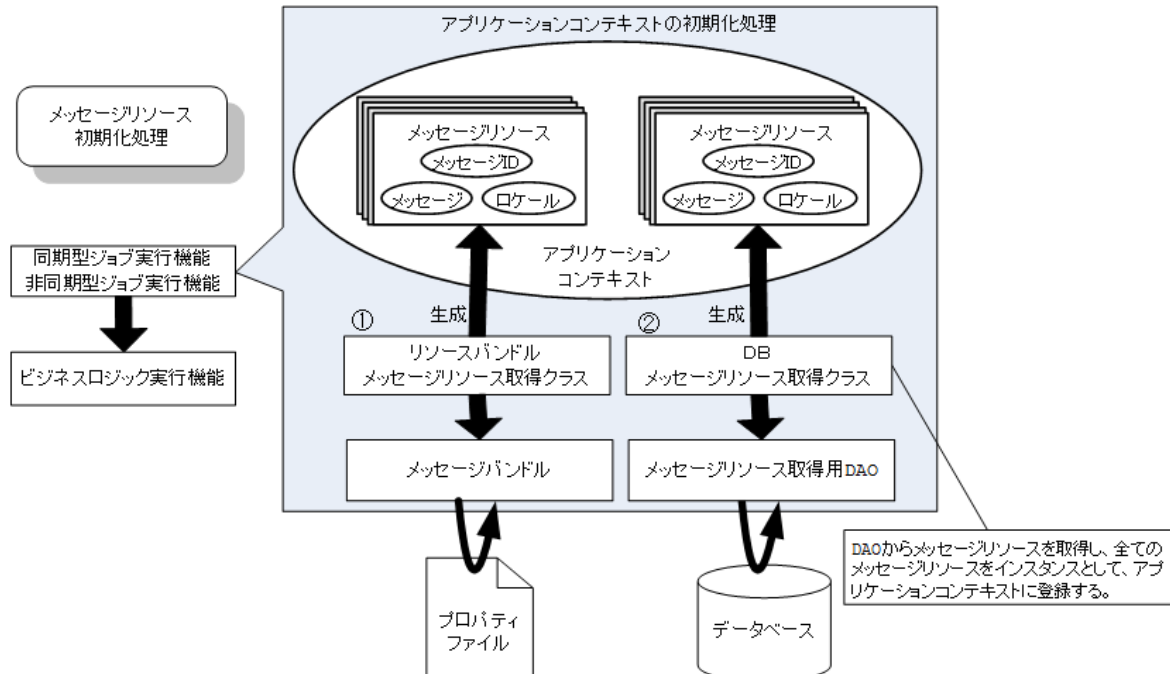 アプリケーションコンテキストの初期化処理
メッセージリソース
初期化処理
メッセージリソース
メッセージID
メッセージ
ロケール
メッセージリソース
メッセージID
メッセージ
ロケール
アプリケーション
コンテキスト
同期型ジョブ実行機能
非同期型ジョブ実行機能
ビジネスロジック実行機能
①
生成
リソースバンドル
メッセージリソース取得クラス
②
生成
DB
メッセージリソース取得クラス
メッセージバンドル
メッセージリソース取得用DAO
プロパティ
ファイル
データベース
DAOからメッセージリソースを取得し、全ての
メッセージリソースをインスタンスとして、アプ
リケーションコンテキストに登録する。